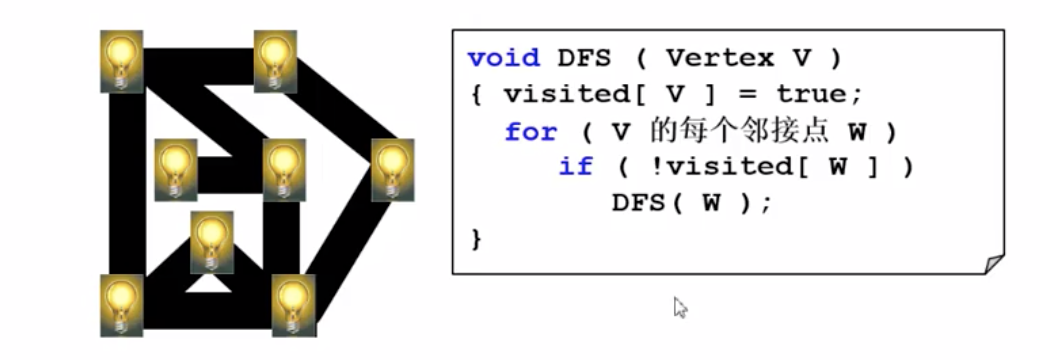 void DFS ( Vertex V )
{ visited[ V ] = true;
for ( V 的每个邻接点 W )
if ( !visited[ W ] )
DFS( W );
}